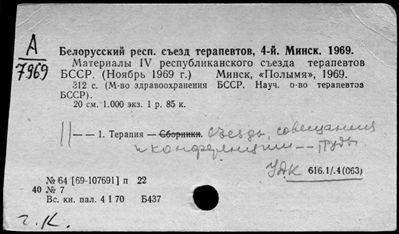 А
7969
Белорусский респ. съезд терапевтов, 4-й. Минск. 1969.
Материалы IV республиканского съезда терапевтов
БССР. (Ноябрь 1969 г.) Минск, «Полымя», 1969.
312 с. (М-во здравоохранения БССР. Науч. о-во терапевтов
БССР).
20 см. 1.000 экз. 1 р. 85 к.
— — 1. Терапия — Сборники. Съезды, совещания
и конференции — — Труды
УДК 616.1/.4(063)
№ 64 [69-107691] п 22
40 № 7
Вс. кн. пал. 4 1 70 Б437
г. К.